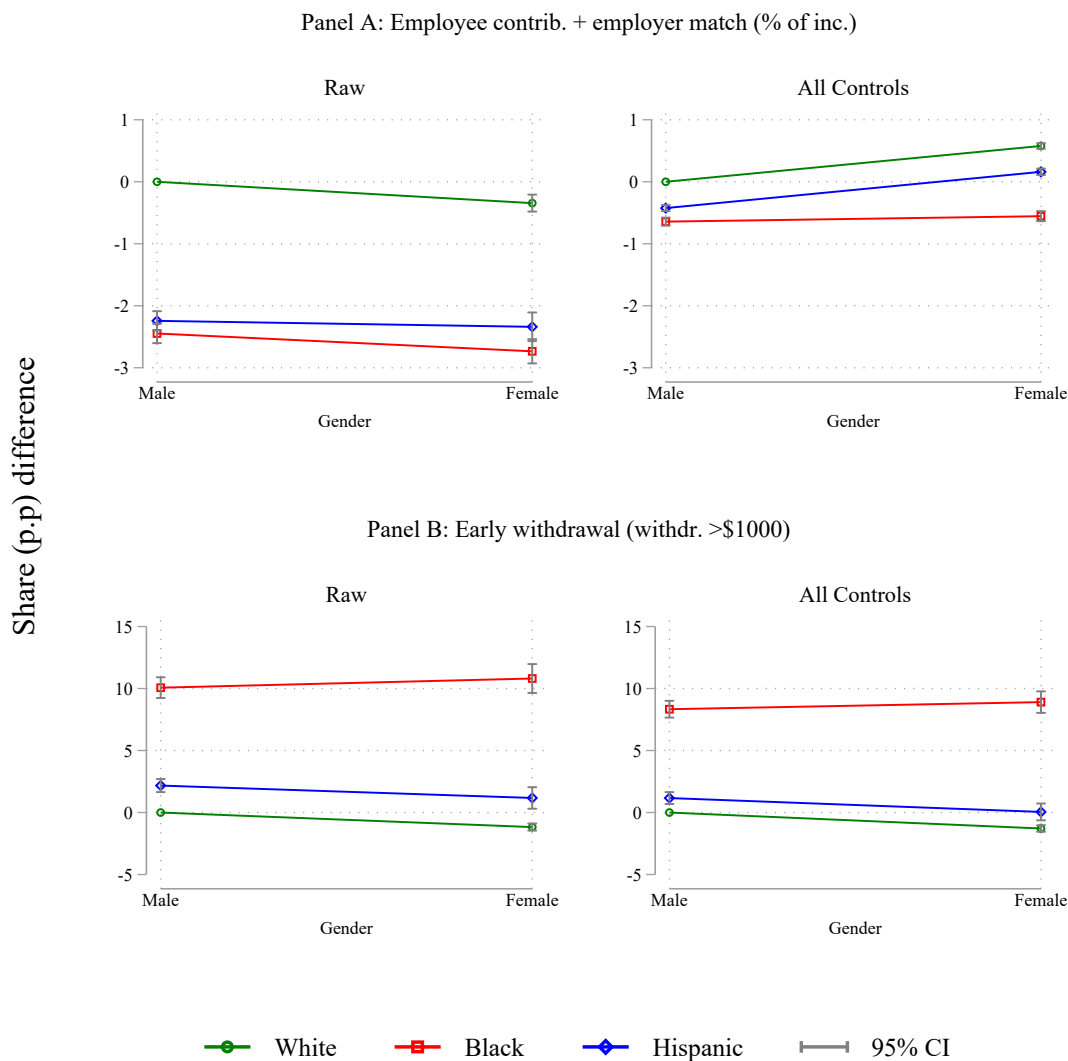 Panel A: Employee contrib. + employer match (% of inc.)
Raw
All Controls
1
0
-1
-2
-3
Male
Female
Gender
1
0
-1
-2
-3
Male
Female
Gender
Share (p.p) difference
Panel B: Early withdrawal (withdr. >$1000)
Raw
All Controls
15
10
5
0
-5
Male
Female
Gender
15
10
5
0
-5
Male
Female
Gender
White
Black
Hispanic
95% CI